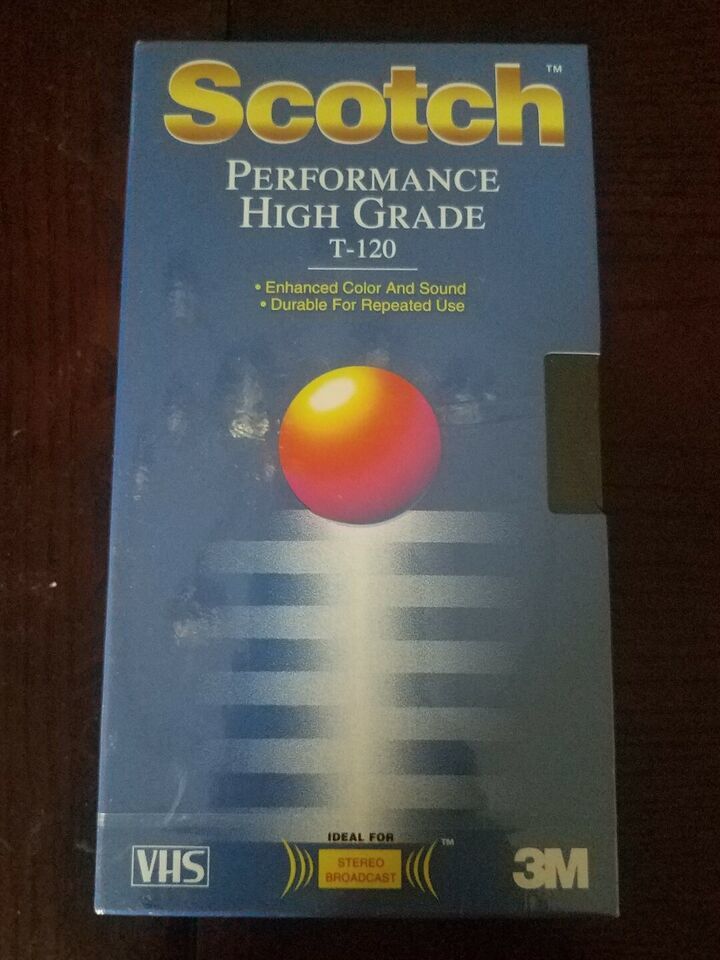 Scotch™
PERFORMANCE
HIGH GRADE
T-120
• Enhanced Color And Sound
• Durable For Repeated Use
VHS
IDEAL FOR
STEREO
BROADCAST
™
3M